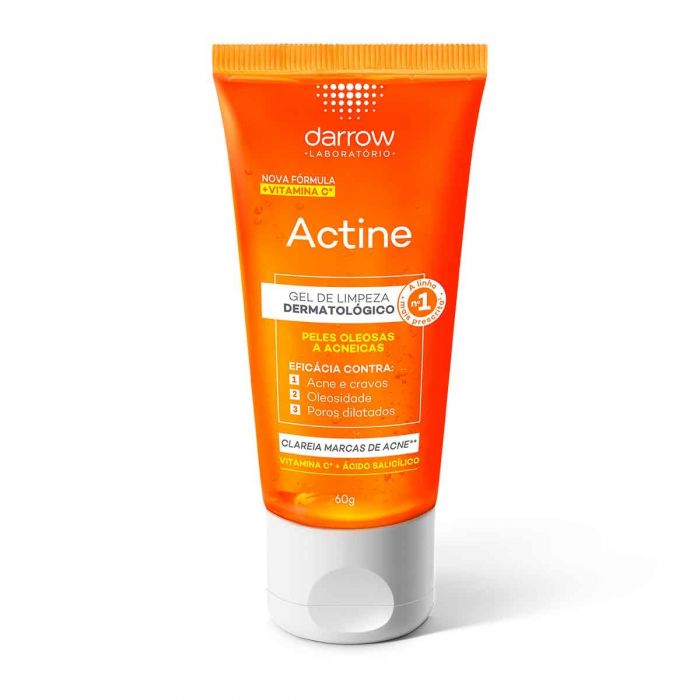 darrow
•LABORATÓRIO•
NOVA FÓRMULA
+VITAMINA C*
Actine
GEL DE LIMPEZA
DERMATOLÓGICO
A linha
nº1
mais prescrita
PELES OLEOSAS
A ACNEICAS
EFICÁCIA CONTRA:
1 Acne e cravos
2 Oleosidade
3 Poros dilatados
CLAREIA MARCAS DE ACNE**
VITAMINA C* + ÁCIDO SALICÍLICO
60g